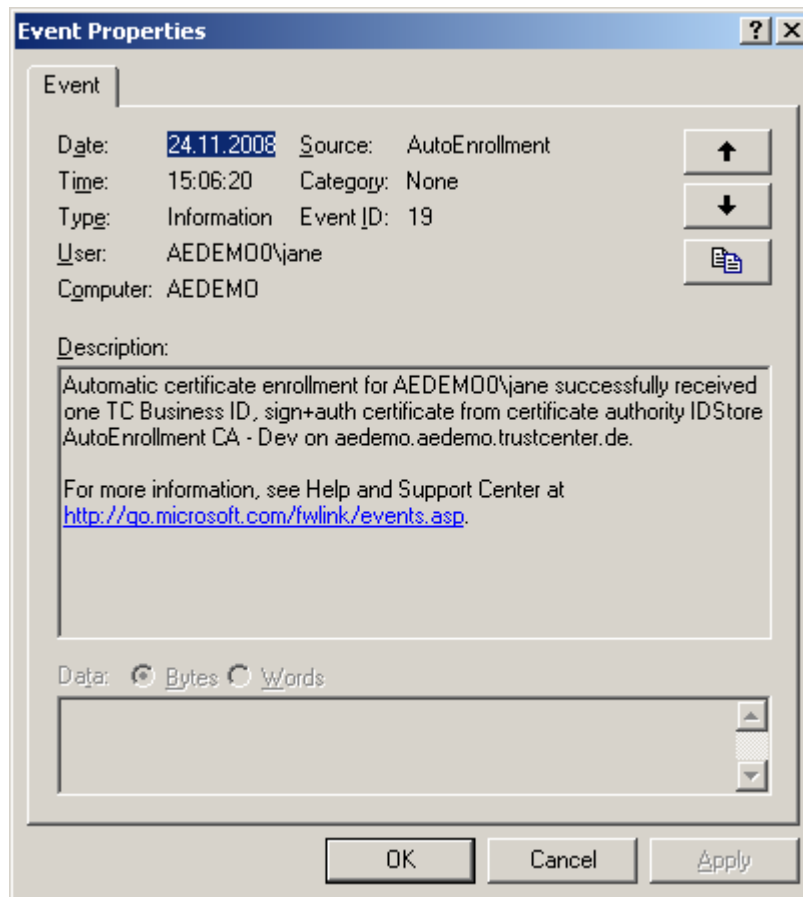 Event Properties
Event
Date: 24.11.2008 Source: AutoEnrollment
Time: 15:06:20 Category: None
Type: Information Event ID: 19
User: AEDEMO0\jane
Computer: AEDEMO
Description:
Automatic certificate enrollment for AEDEMO0\jane successfully received
one TC Business ID, sign+auth certificate from certificate authority IDStore
AutoEnrollment CA - Dev on aedemo.aedemo.trustcenter.de.
For more information, see Help and Support Center at
http://go.microsoft.com/fwlink/events.asp.
Data: Bytes Words
OK Cancel Apply